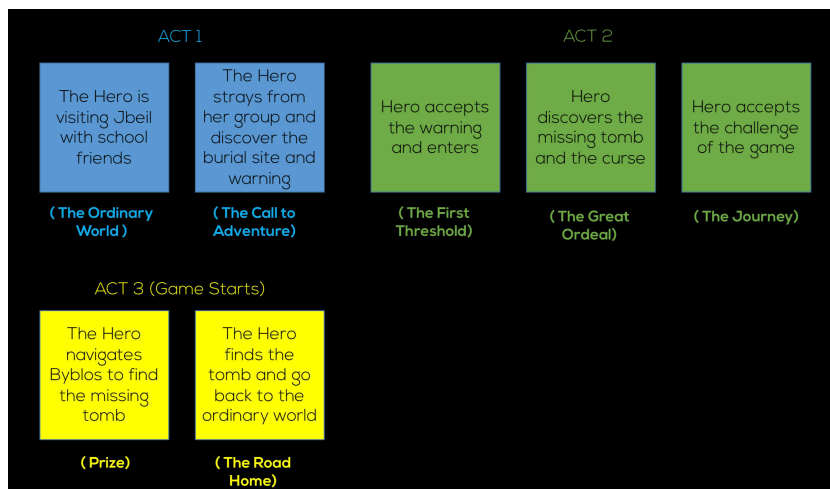 ACT 1
The Hero is
visiting Jbeil
with school
friends
( The Ordinary
World )
The Hero
strays from
her group and
discover the
burial site and
warning
( The Call to
Adventure)
ACT 2
Hero accepts
the warning
and enters
( The First
Threshold)
Hero
discovers the
missing tomb
and the curse
( The Great
Ordeal)
Hero accepts
the challenge
of the game
( The Journey)
ACT 3 (Game Starts)
The Hero
navigates
Byblos to find
the missing
tomb
( Prize)
The Hero
finds the
tomb and go
back to the
ordinary world
( The Road
Home)